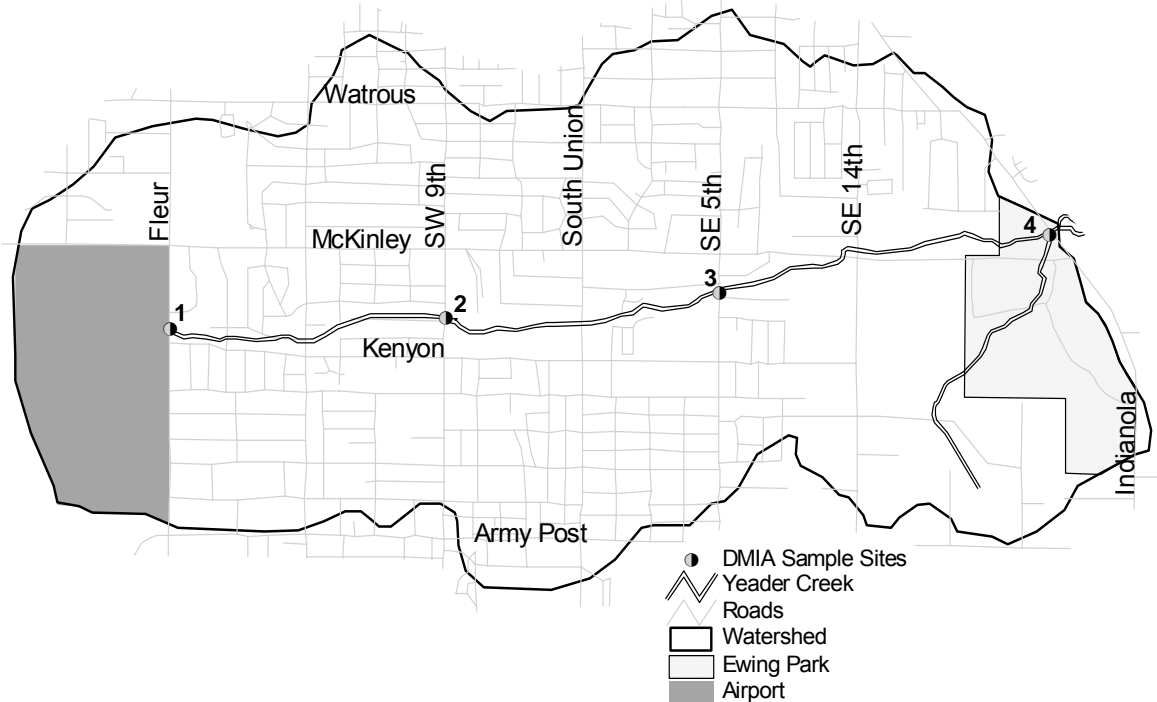 Watrous
Fleur
SW 9th
South Union
SE 5th
SE 14th
McKinley
4
3
2
1
Kenyon
Indianola
Army Post
DMIA Sample Sites
Yeader Creek
Roads
Watershed
Ewing Park
Airport